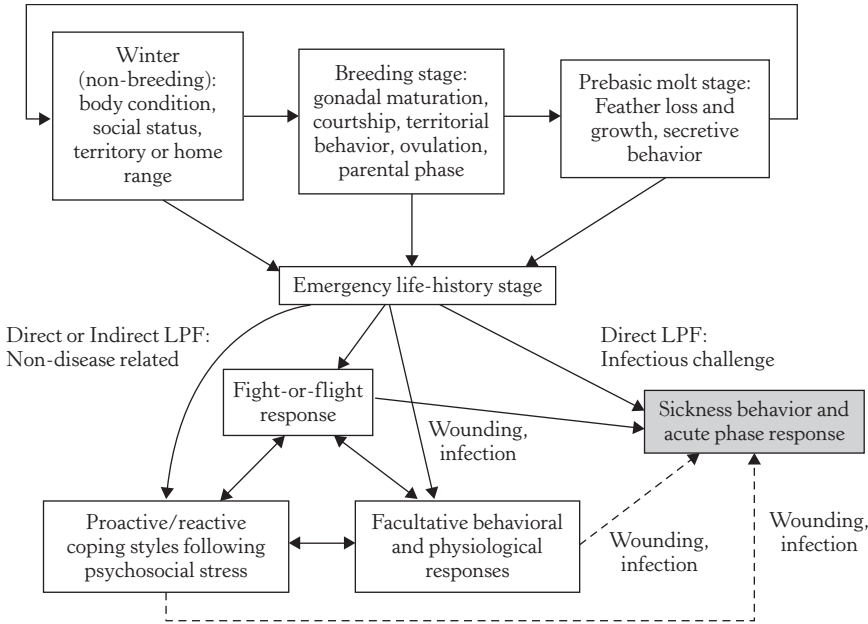 Winter
(non-breeding):
body condition,
social status,
territory or home
range
Breeding stage:
gonadal maturation,
courtship, territorial
behavior, ovulation,
parental phase
Prebasic molt stage:
Feather loss and
growth, secretive
behavior
Emergency life-history stage
Direct or Indirect LPF:
Non-disease related
Direct LPF:
Infectious challenge
Fight-or-flight
response
Sickness behavior and
acute phase response
Wounding,
infection
Proactive/reactive
coping styles following
psychosocial stress
Facultative behavioral
and physiological
responses
Wounding,
infection
Wounding,
infection